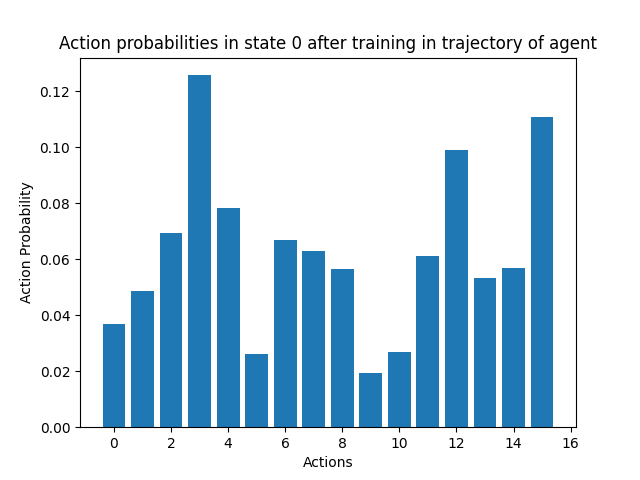 Action probabilities in state 0 after training in trajectory of agent
0.12
0.10
0.08
0.06
0.04
0.02
0.00
Action Probability
0 2 4 6 8 10 12 14 16
Actions